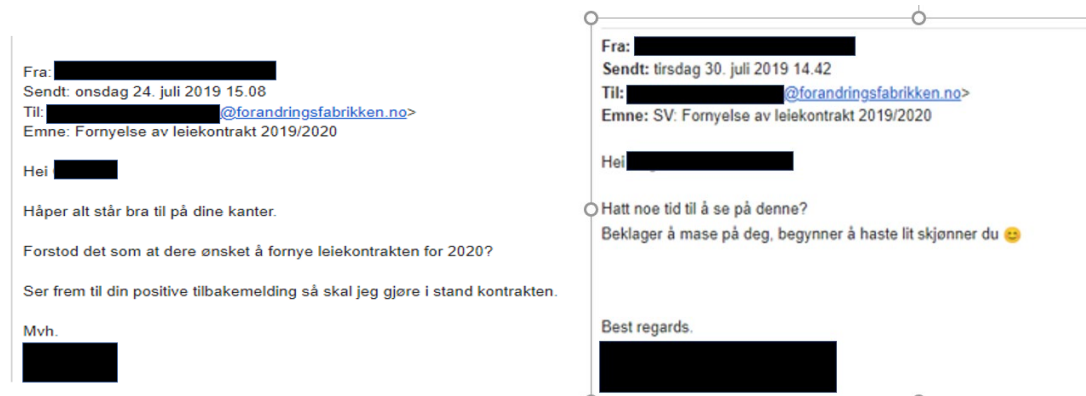 Fra:
Sendt: onsdag 24. juli 2019 15.08
Til: @forandringsfabrikken.no>
Emne: Fornyelse av leiekontrakt 2019/2020
Hei
Håper alt står bra til på dine kanter.
Forstod det som at dere ønsket å fornye leiekontrakten for 2020?
Ser frem til din positive tilbakemelding så skal jeg gjøre i stand kontrakten.
Mvh.
Fra:
Sendt: tirsdag 30. juli 2019 14.42
Til: @forandringsfabrikken.no>
Emne: SV: Fornyelse av leiekontrakt 2019/2020
Hei
Hatt noe tid til å se på denne?
Beklager å mase på deg, begynner å haste lit skjønner du 😊
Best regards.